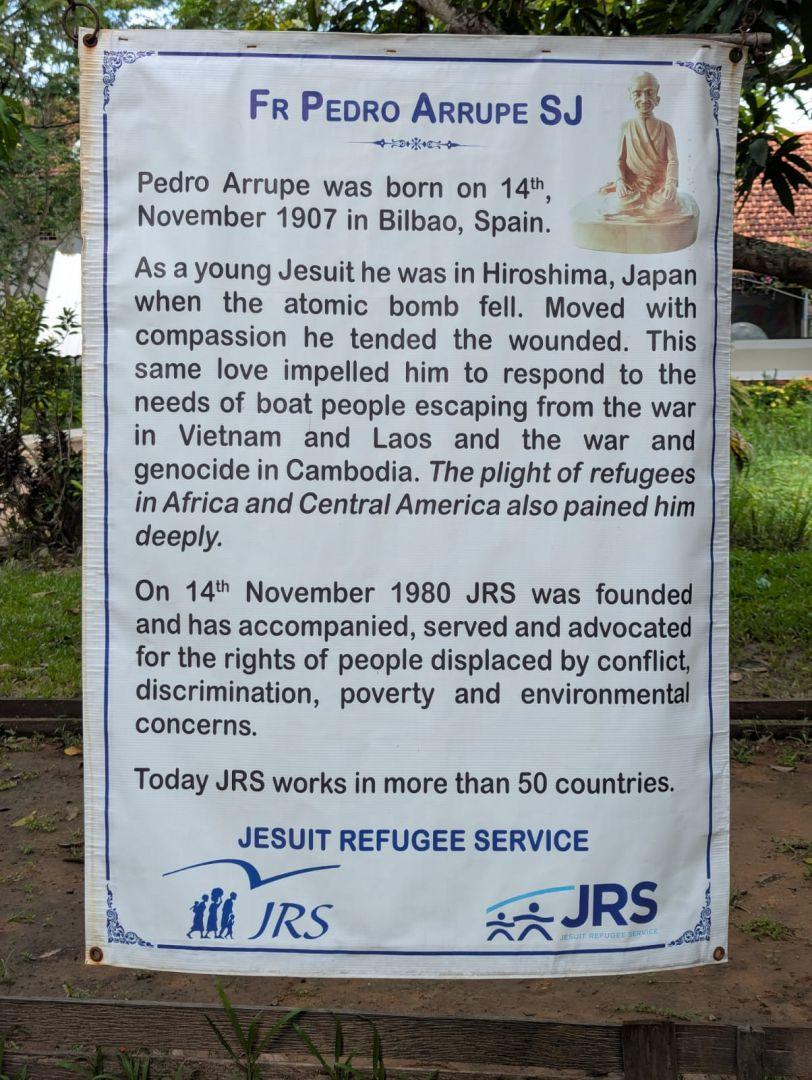 FR PEDRO ARRUPE SJ
Pedro Arrupe was born on 14th,
November 1907 in Bilbao, Spain.
As a young Jesuit he was in Hiroshima, Japan
when the atomic bomb fell. Moved with
compassion he tended the wounded. This
same love impelled him to respond to the
needs of boat people escaping from the war
in Vietnam and Laos and the war and
genocide in Cambodia. The plight of refugees
in Africa and Central America also pained him
deeply.
On 14th November 1980 JRS was founded
and has accompanied, served and advocated
for the rights of people displaced by conflict,
discrimination, poverty and environmental
concerns.
Today JRS works in more than 50 countries.
JESUIT REFUGEE SERVICE
JRS
JRS
JESUIT REFUGEE SERVICE